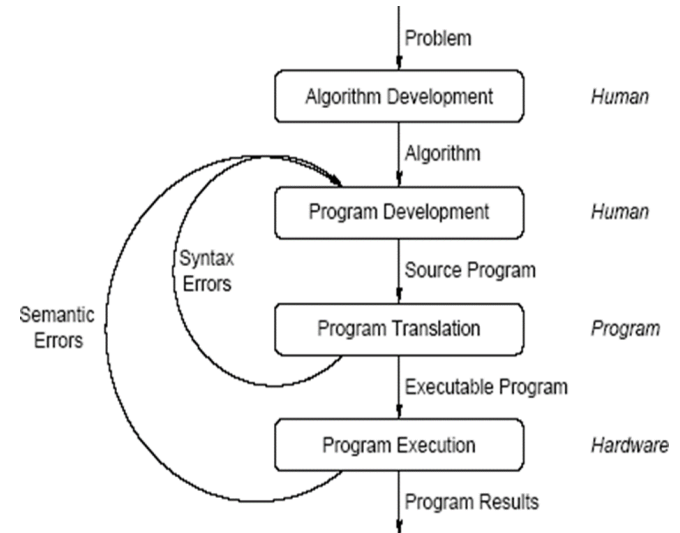 Problem
Algorithm Development
Human
Algorithm
Program Development
Human
Syntax
Errors
Source Program
Semantic
Errors
Program Translation
Program
Executable Program
Program Execution
Hardware
Program Results